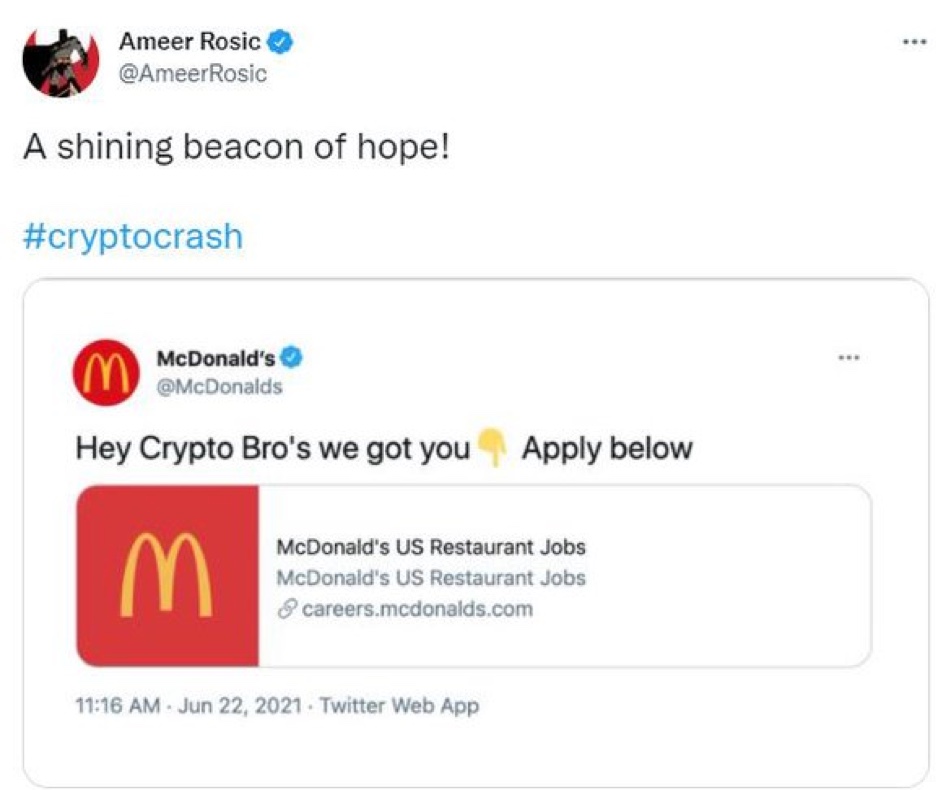 Ameer Rosic
@AmeerRosic
A shining beacon of hope!
#cryptocrash
McDonald's
@McDonalds
Hey Crypto Bro's we got you👇 Apply below
McDonald's US Restaurant Jobs
McDonald's US Restaurant Jobs
careers.mcdonalds.com
11:16 AM · Jun 22, 2021 · Twitter Web App